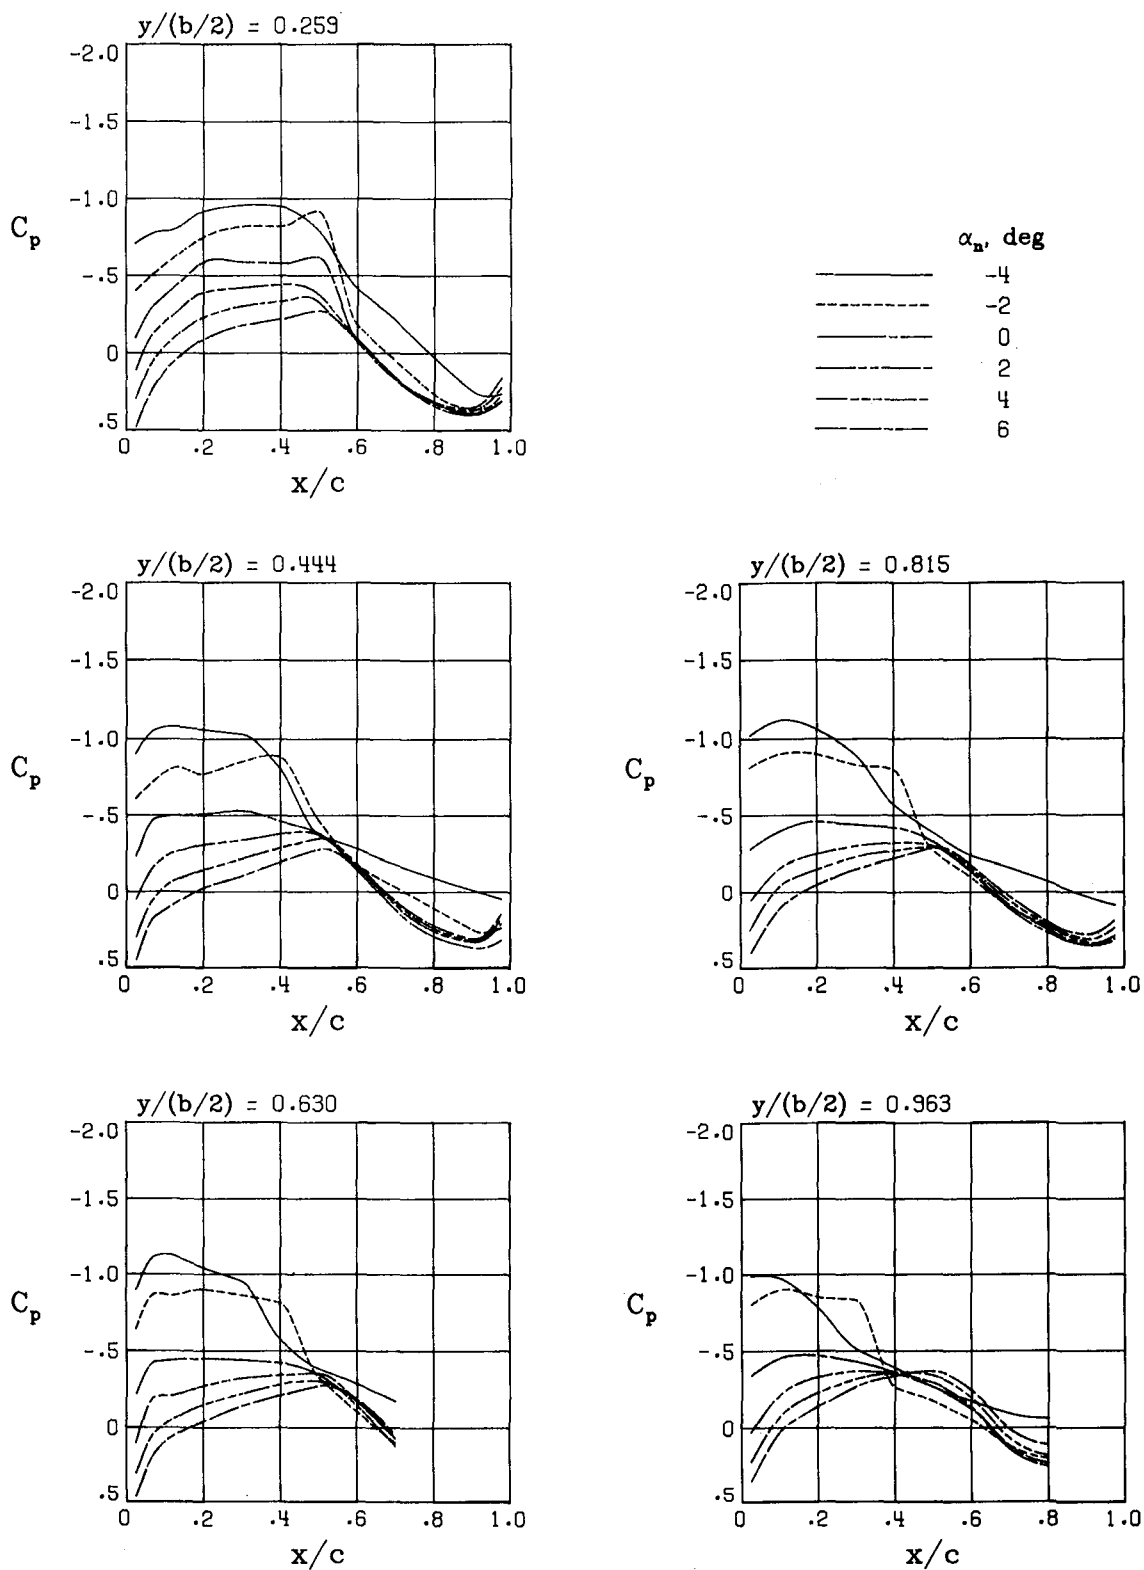 y/(b/2) = 0.259
-2.0
-1.5
-1.0
-.5
0
.5
C_p
0 .2 .4 .6 .8 1.0
x/c
α_n, deg
-4
-2
0
2
4
6
y/(b/2) = 0.444
-2.0
-1.5
-1.0
-.5
0
.5
C_p
0 .2 .4 .6 .8 1.0
x/c
y/(b/2) = 0.815
-2.0
-1.5
-1.0
-.5
0
.5
C_p
0 .2 .4 .6 .8 1.0
x/c
y/(b/2) = 0.630
-2.0
-1.5
-1.0
-.5
0
.5
C_p
0 .2 .4 .6 .8 1.0
x/c
y/(b/2) = 0.963
-2.0
-1.5
-1.0
-.5
0
.5
C_p
0 .2 .4 .6 .8 1.0
x/c